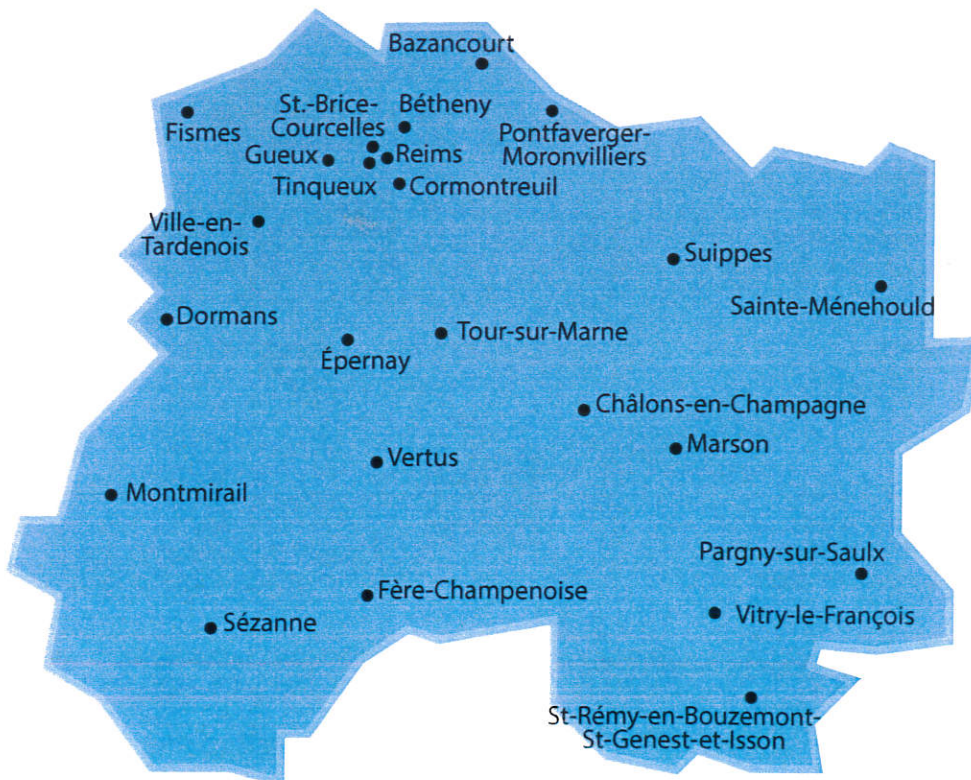 Bazancourt
St.-Brice-
Courcelles
Bétheny
Fismes
Pontfaverger-
Moronvilliers
Gueux
Reims
Tinqueux
Cormontreuil
Ville-en-
Tardenois
Suippes
Sainte-Ménehould
Dormans
Tour-sur-Marne
Épernay
Châlons-en-Champagne
Marson
Vertus
Montmirail
Pargny-sur-Saulx
Fère-Champenoise
Vitry-le-François
Sézanne
St-Rémy-en-Bouzemont-
St-Genest-et-Isson